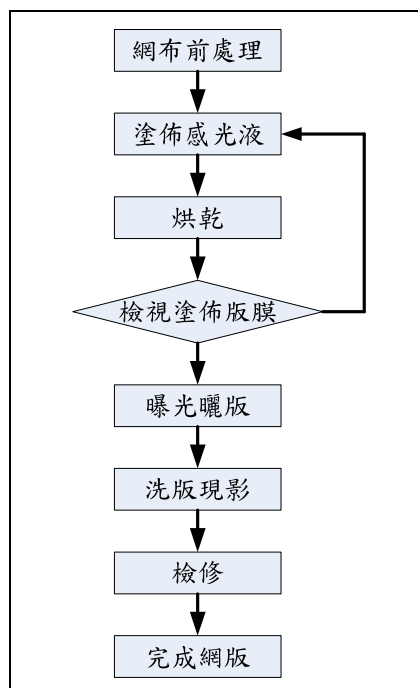 網布前處理
塗佈感光液
烘乾
檢視塗佈版膜
曝光曬版
洗版現影
檢修
完成網版